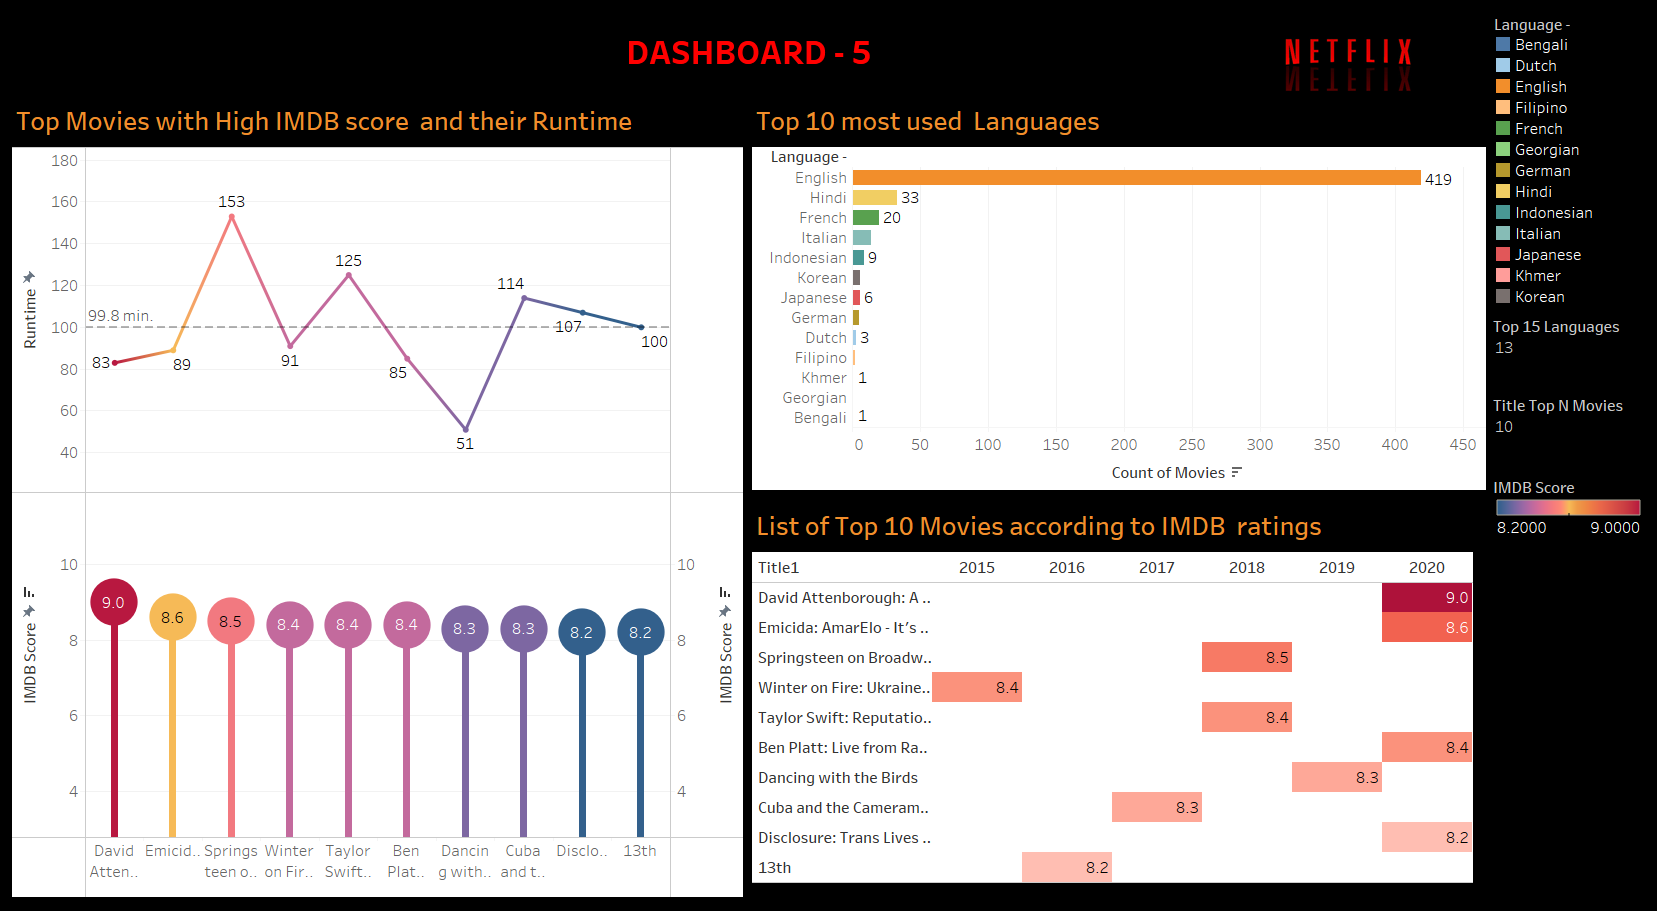 DASHBOARD - 5
NETFLIX
Top Movies with High IMDB score and their Runtime
180
160
140
120
100
80
60
40
Runtime
99.8 min.
83
89
153
91
125
85
51
114
107
100
10
8
6
4
IMDB Score
9.0
8.6
8.5
8.4
8.4
8.4
8.3
8.3
8.2
8.2
10
8
6
4
IMDB Score
David Emicid.. Springs Winter Taylor Ben Dancin Cuba Disclo.. 13th
Atten.. teen o.. on Fir.. Swift.. Plat.. g with.. and t..
Top 10 most used Languages
Language -
English 419
Hindi 33
French 20
Italian
Indonesian 9
Korean
Japanese 6
German
Dutch 3
Filipino
Khmer 1
Georgian
Bengali 1
0 50 100 150 200 250 300 350 400 450
Count of Movies
List of Top 10 Movies according to IMDB ratings
Title1 2015 2016 2017 2018 2019 2020
David Attenborough: A .. 9.0
Emicida: AmarElo - It's .. 8.6
Springsteen on Broadw.. 8.5
Winter on Fire: Ukraine.. 8.4
Taylor Swift: Reputatio.. 8.4
Ben Platt: Live from Ra.. 8.4
Dancing with the Birds 8.3
Cuba and the Cameram.. 8.3
Disclosure: Trans Lives .. 8.2
13th 8.2
Language -
Bengali
Dutch
English
Filipino
French
Georgian
German
Hindi
Indonesian
Italian
Japanese
Khmer
Korean
Top 15 Languages
13
Title Top N Movies
10
IMDB Score
8.2000 9.0000